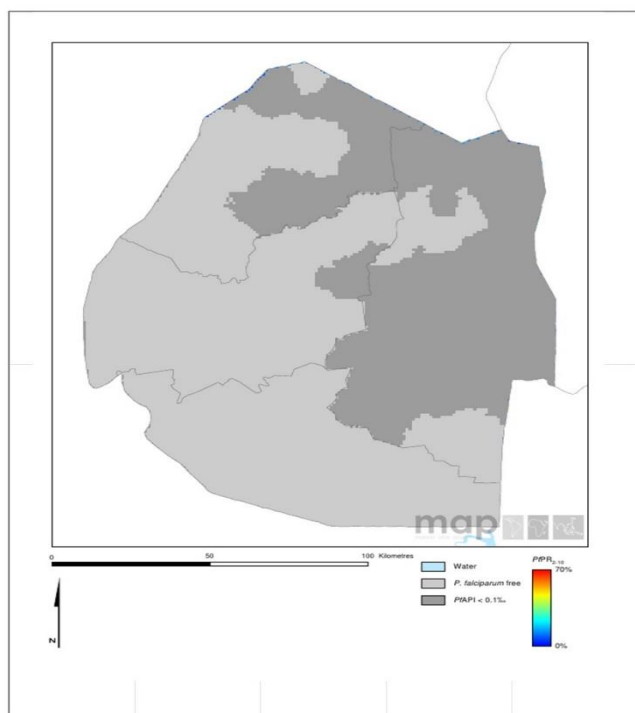 map
0 50 100 Kilometres
Water
P. falciparum free
PfAPI < 0.1‰
PfPR2-10
70%
0%
N